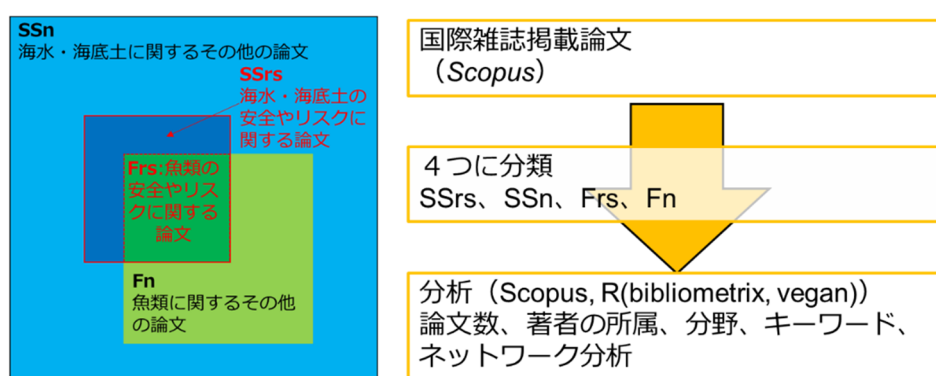 SSn
海水・海底土に関するその他の論文
SSrs
海水・海底土の
安全やリスクに
関する論文
Frs:魚類の
安全やリス
クに関する
論文
Fn
魚類に関するその他
の論文
国際雑誌掲載論文
（Scopus）
４つに分類
SSrs、SSn、Frs、Fn
分析（Scopus, R(bibliometrix, vegan)）
論文数、著者の所属、分野、キーワード、
ネットワーク分析